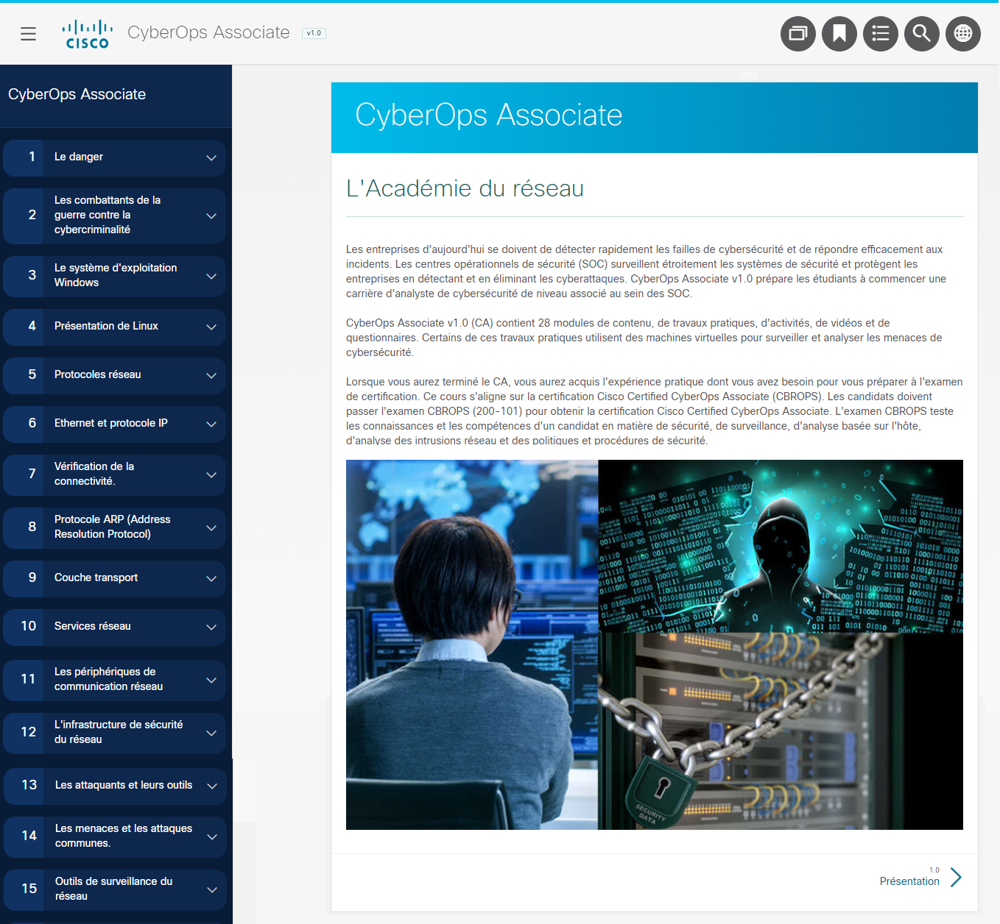 CISCO
CyberOps Associate v1.0
CyberOps Associate
1 Le danger
2 Les combattants de la
guerre contre la
cybercriminalité
3 Le système d'exploitation
Windows
4 Présentation de Linux
5 Protocoles réseau
6 Ethernet et protocole IP
7 Vérification de la
connectivité.
8 Protocole ARP (Address
Resolution Protocol)
9 Couche transport
10 Services réseau
11 Les périphériques de
communication réseau
12 L'infrastructure de sécurité
du réseau
13 Les attaquants et leurs outils
14 Les menaces et les attaques
communes.
15 Outils de surveillance du
réseau
CyberOps Associate
L'Académie du réseau
Les entreprises d'aujourd'hui se doivent de détecter rapidement les failles de cybersécurité et de répondre efficacement aux
incidents. Les centres opérationnels de sécurité (SOC) surveillent étroitement les systèmes de sécurité et protègent les
entreprises en détectant et en éliminant les cyberattaques. CyberOps Associate v1.0 prépare les étudiants à commencer une
carrière d'analyste de cybersécurité de niveau associé au sein des SOC.
CyberOps Associate v1.0 (CA) contient 28 modules de contenu, de travaux pratiques, d'activités, de vidéos et de
questionnaires. Certains de ces travaux pratiques utilisent des machines virtuelles pour surveiller et analyser les menaces de
cybersécurité.
Lorsque vous aurez terminé le CA, vous aurez acquis l'expérience pratique dont vous avez besoin pour vous préparer à l'examen
de certification. Ce cours s'aligne sur la certification Cisco Certified CyberOps Associate (CBROPS). Les candidats doivent
passer l'examen CBROPS (200-101) pour obtenir la certification Cisco Certified CyberOps Associate. L'examen CBROPS teste
les connaissances et les compétences d'un candidat en matière de sécurité, de surveillance, d'analyse basée sur l'hôte,
d'analyse des intrusions réseau et des politiques et procédures de sécurité.
SECURITY
DATA
1.0
Présentation